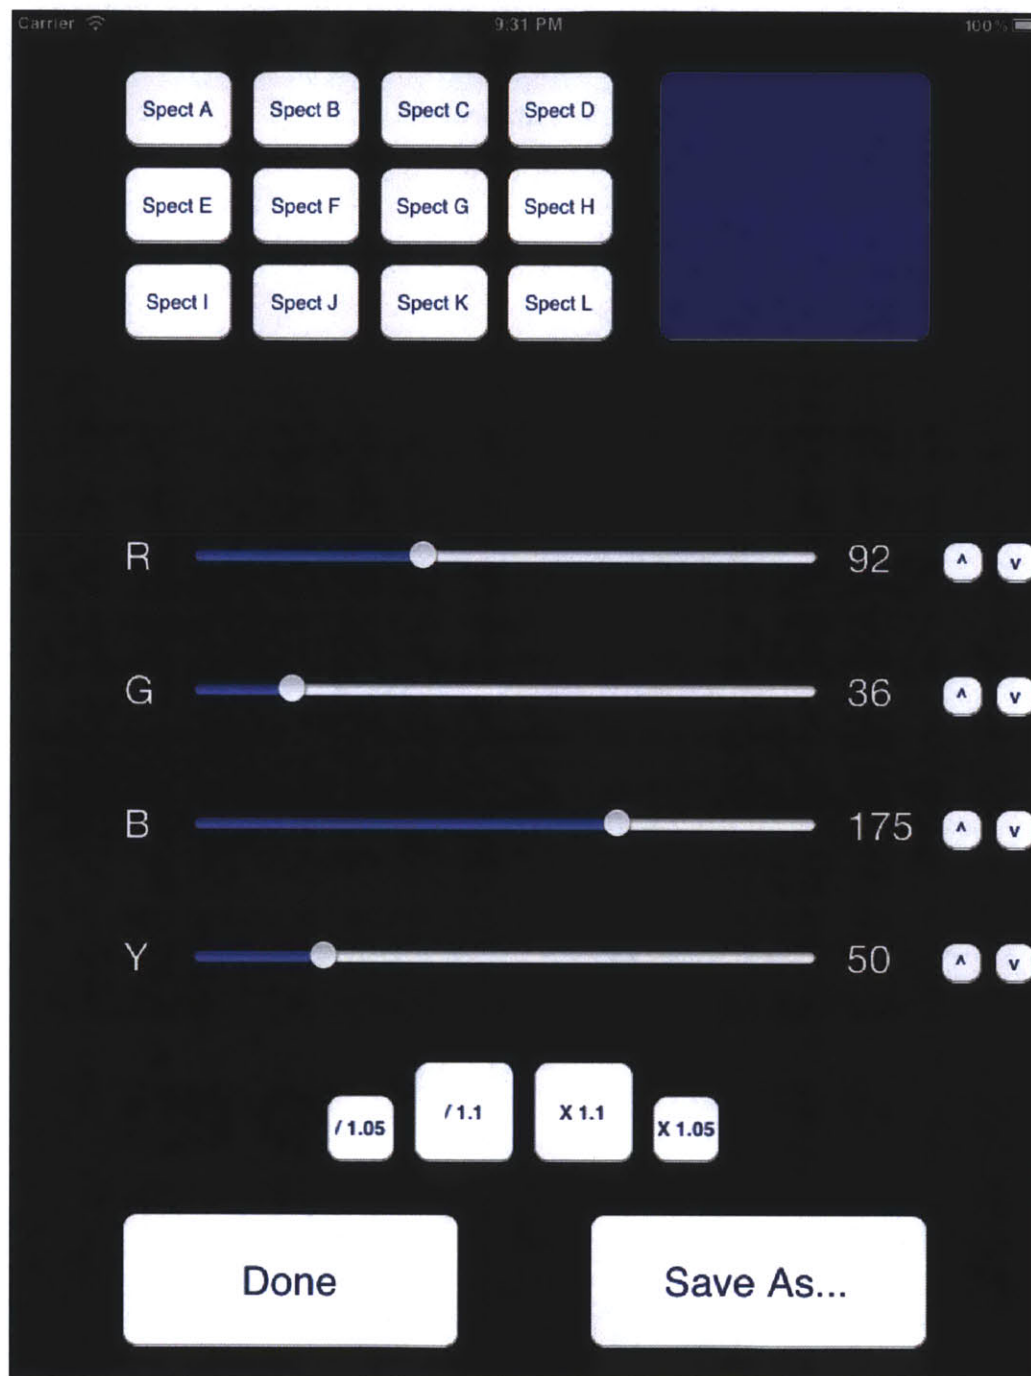 Carrier 9:31 PM 100%
Spect A Spect B Spect C Spect D
Spect E Spect F Spect G Spect H
Spect I Spect J Spect K Spect L
R 92 ^ v
G 36 ^ v
B 175 ^ v
Y 50 ^ v
/ 1.05 / 1.1 X 1.1 X 1.05
Done Save As...